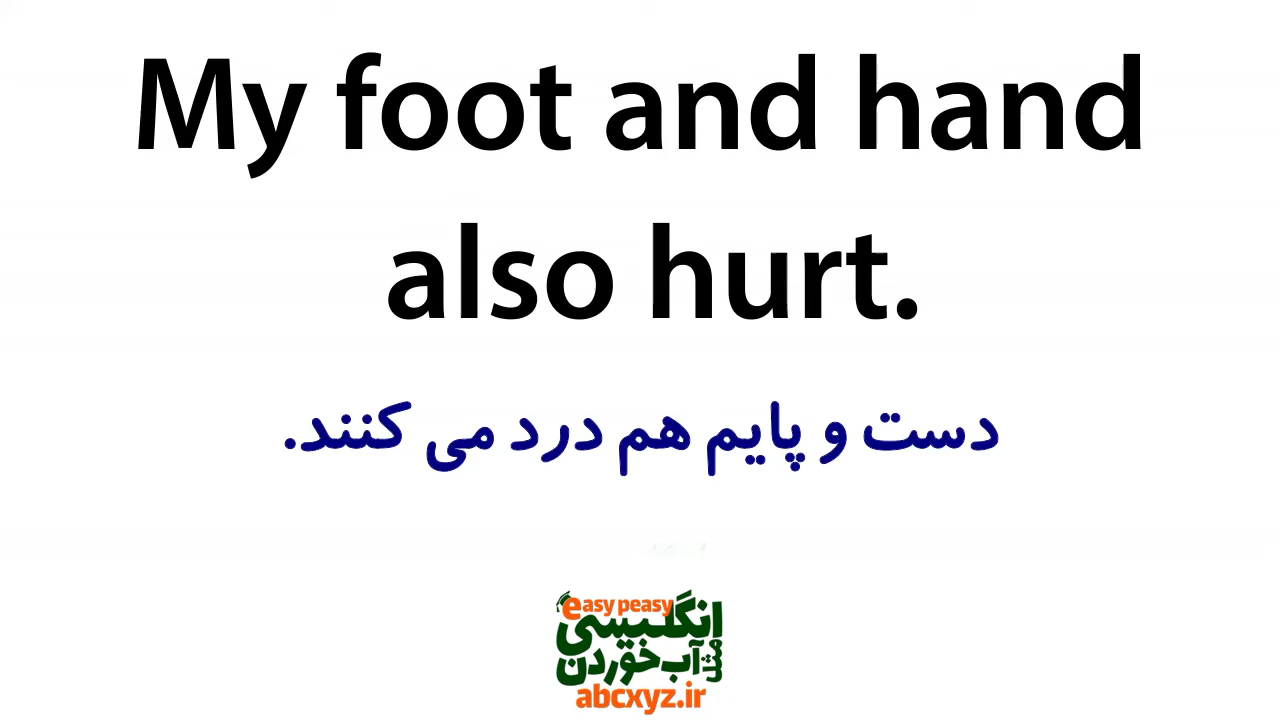 My foot and hand
also hurt.
دست و پایم هم درد می کنند.
easy peasy
انگلیسی
مثل آب خوردن
abcxyz.ir